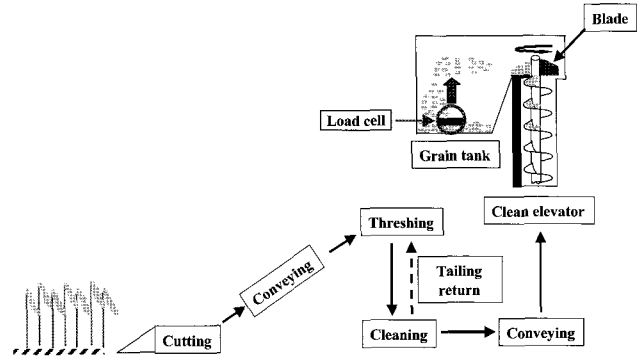 Blade
Load cell
Grain tank
Clean elevator
Threshing
Conveying
Tailing
return
Cutting
Cleaning
Conveying